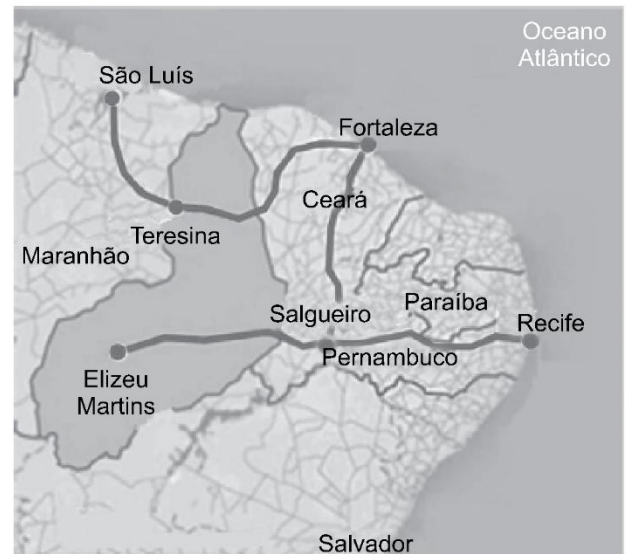 Oceano
Atlântico
São Luís
Fortaleza
Ceará
Teresina
Maranhão
Paraíba
Salgueiro
Recife
Pernambuco
Elizeu
Martins
Salvador